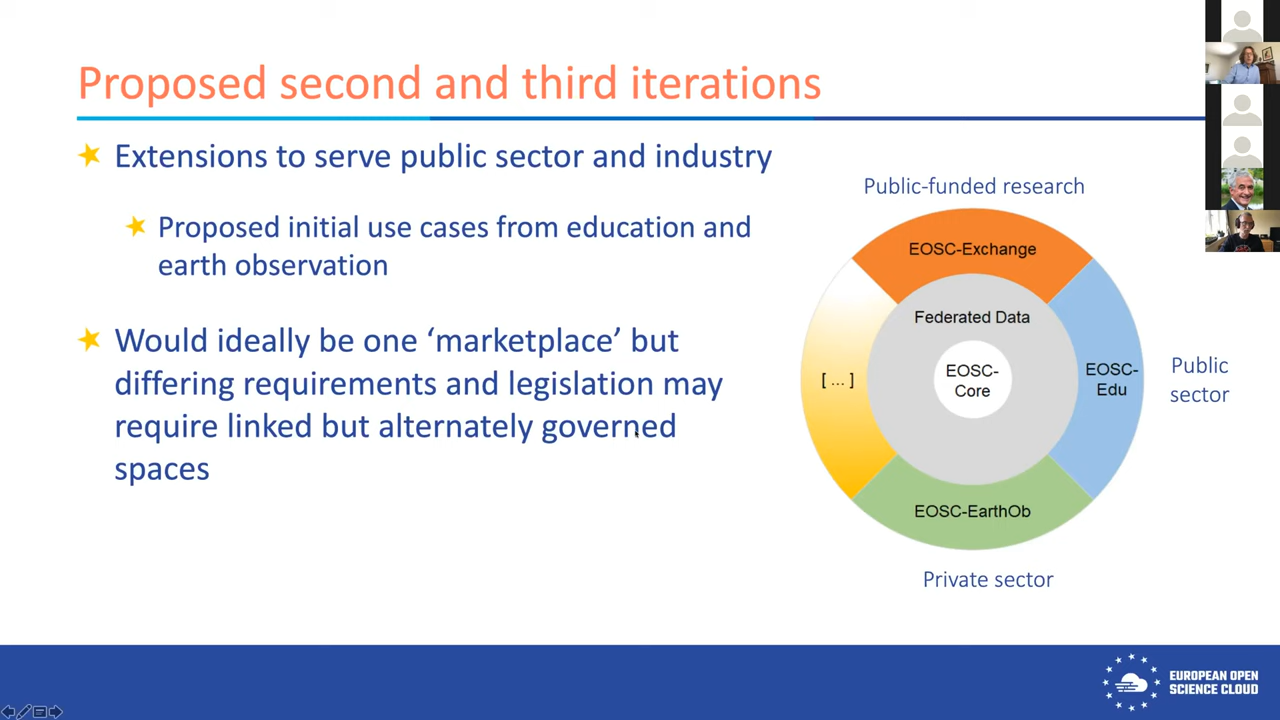 Proposed second and third iterations
Extensions to serve public sector and industry
Proposed initial use cases from education and
earth observation
Would ideally be one ‘marketplace’ but
differing requirements and legislation may
require linked but alternately governed
spaces
Public-funded research
EOSC-Exchange
Federated Data
EOSC-
Core
[ ... ]
EOSC-
Edu
Public
sector
EOSC-EarthOb
Private sector
EUROPEAN OPEN
SCIENCE CLOUD